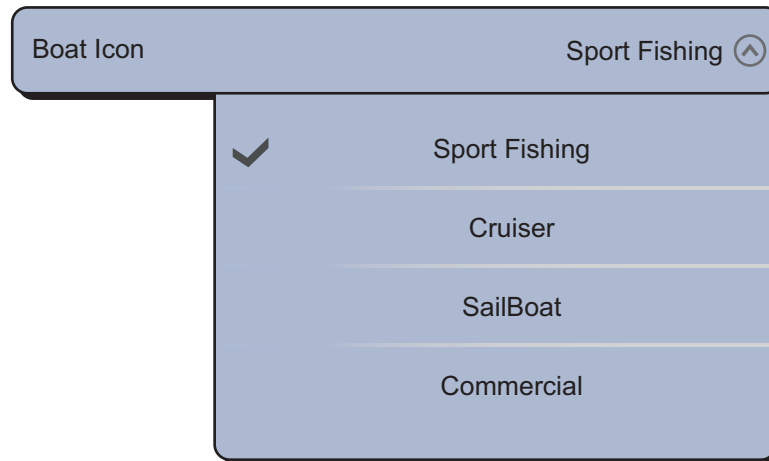 Boat Icon Sport Fishing
Sport Fishing
Cruiser
SailBoat
Commercial